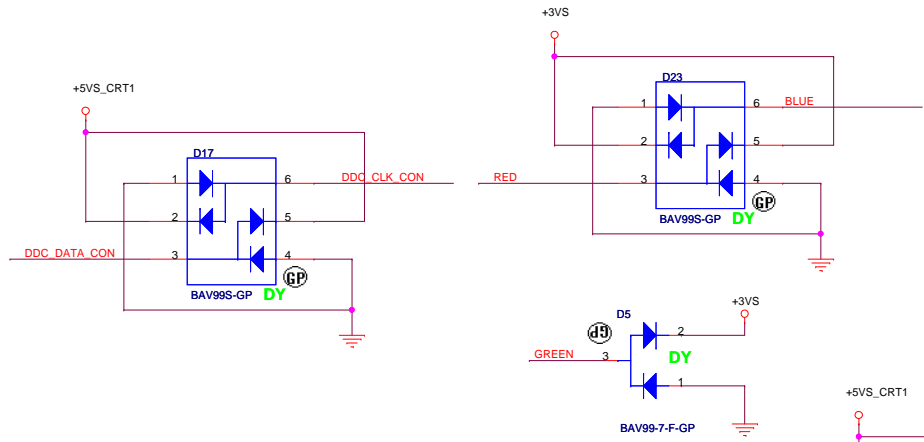 +3VS
D23
1
6
BLUE
2
5
RED
3
4
GP
BAV99S-GP
DY
+5VS_CRT1
D17
1
6
DDC_CLK_CON
2
5
DDC_DATA_CON
3
4
GP
BAV99S-GP
DY
D5
+3VS
GP
2
GREEN
3
DY
1
BAV99-7-F-GP
+5VS_CRT1